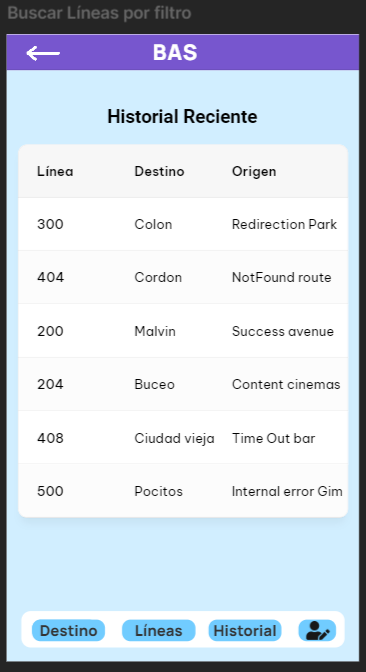 Buscar Líneas por filtro
BAS
Historial Reciente
Línea Destino Origen
300 Colon Redirection Park
404 Cordon NotFound route
200 Malvin Success avenue
204 Buceo Content cinemas
408 Ciudad vieja Time Out bar
500 Pocitos Internal error Gim
Destino Líneas Historial